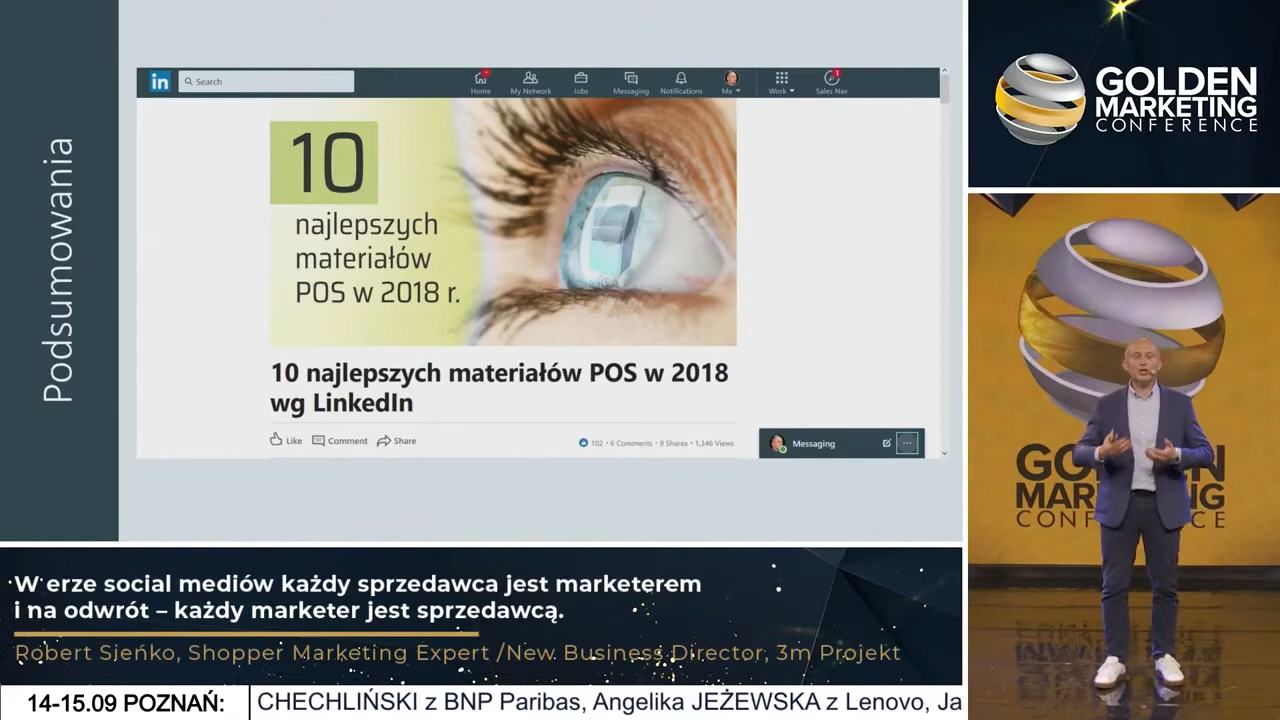 Podsumowania
in
Search
Home
My Network
Jobs
Messaging
Notifications
Me
Work
Sales Nav
10
najlepszych
materiałów
POS w 2018 r.
10 najlepszych materiałów POS w 2018
wg LinkedIn
Like
Comment
Share
102 • 6 Comments • 9 Shares • 1,346 Views
Messaging
GOLDEN
MARKETING
CONFERENCE
W erze social mediów każdy sprzedawca jest marketerem
i na odwrót – każdy marketer jest sprzedawcą.
Robert Sieńko, Shopper Marketing Expert /New Business Director, 3m Projekt
14-15.09 POZNAŃ:
CHECHLIŃSKI z BNP Paribas, Angelika JEŻEWSKA z Lenovo, Ja